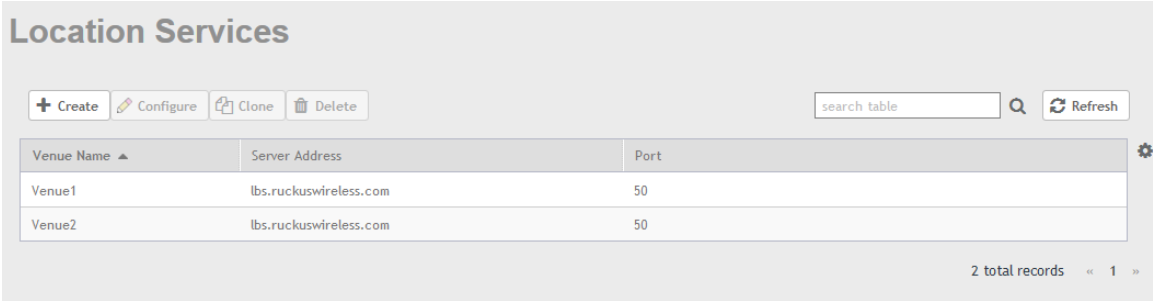 Location Services
Create Configure Clone Delete search table Refresh
Venue Name Server Address Port
Venue1 lbs.ruckuswireless.com 50
Venue2 lbs.ruckuswireless.com 50
2 total records « 1 »